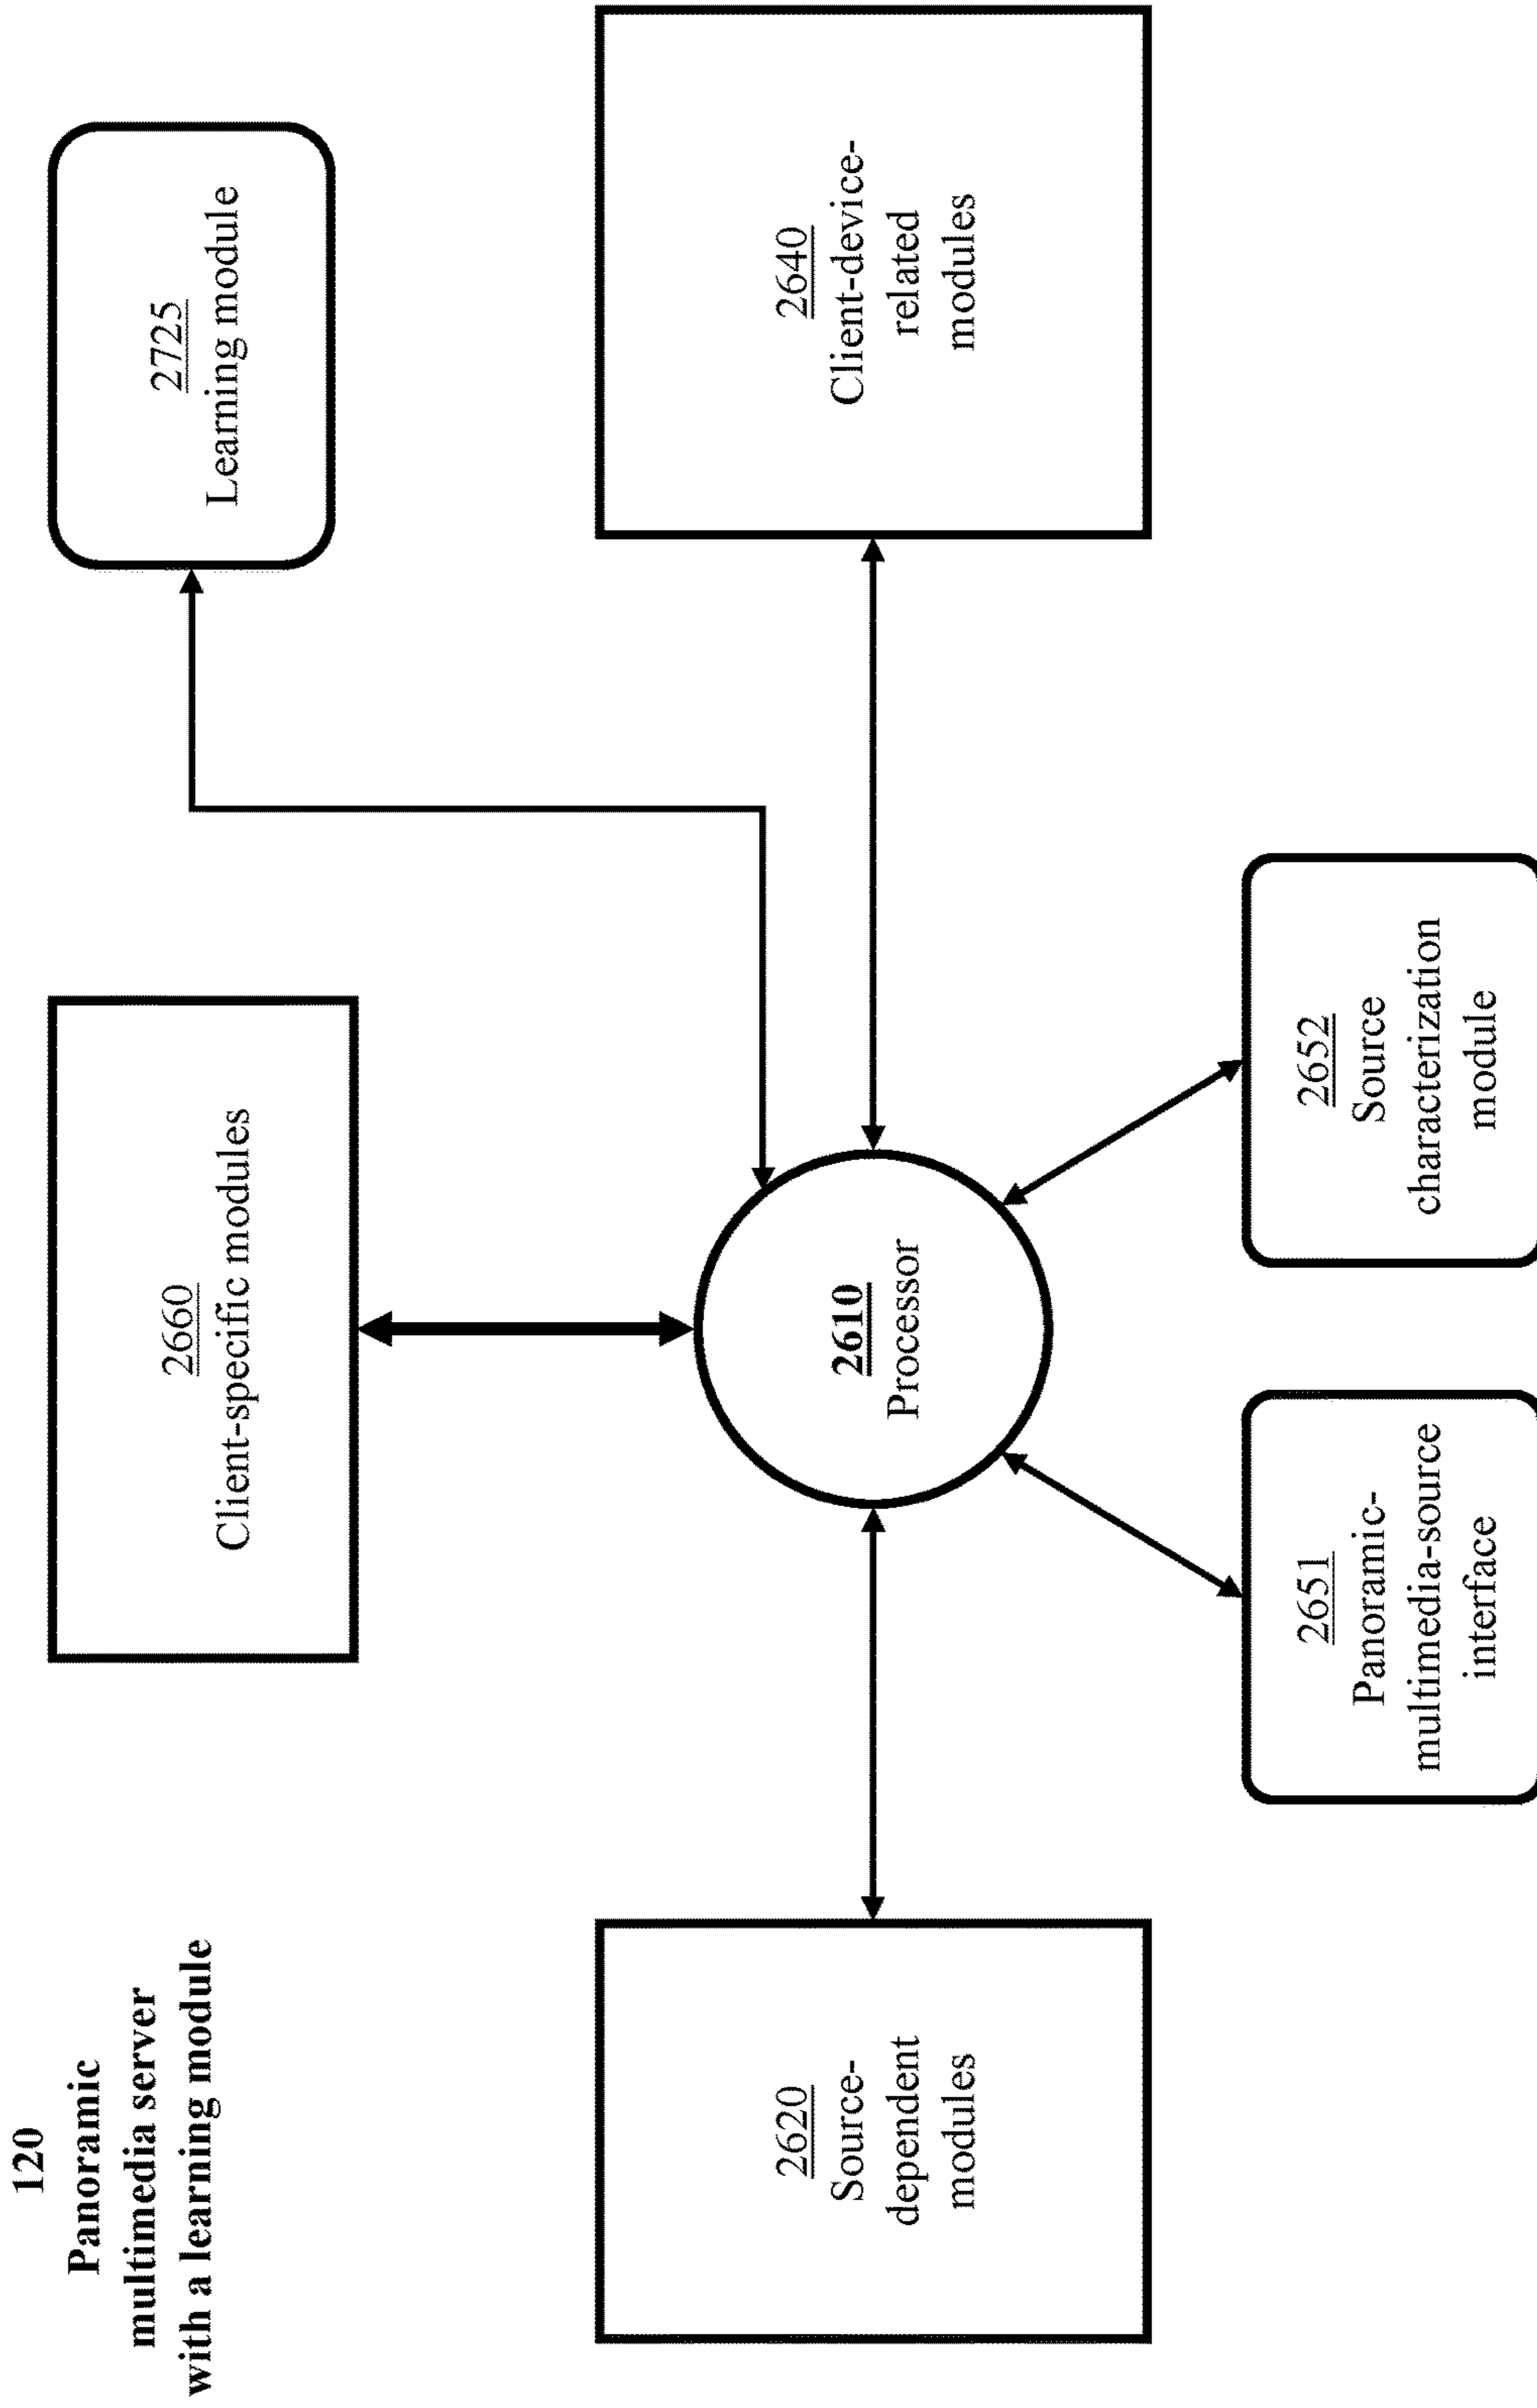 120
Panoramic
multimedia server
with a learning module
2660
Client-specific modules
2725
Learning module
2620
Source-
dependent
modules
2610
Processor
2640
Client-device-
related
modules
2651
Panoramic-
multimedia-source
interface
2652
Source
characterization
module